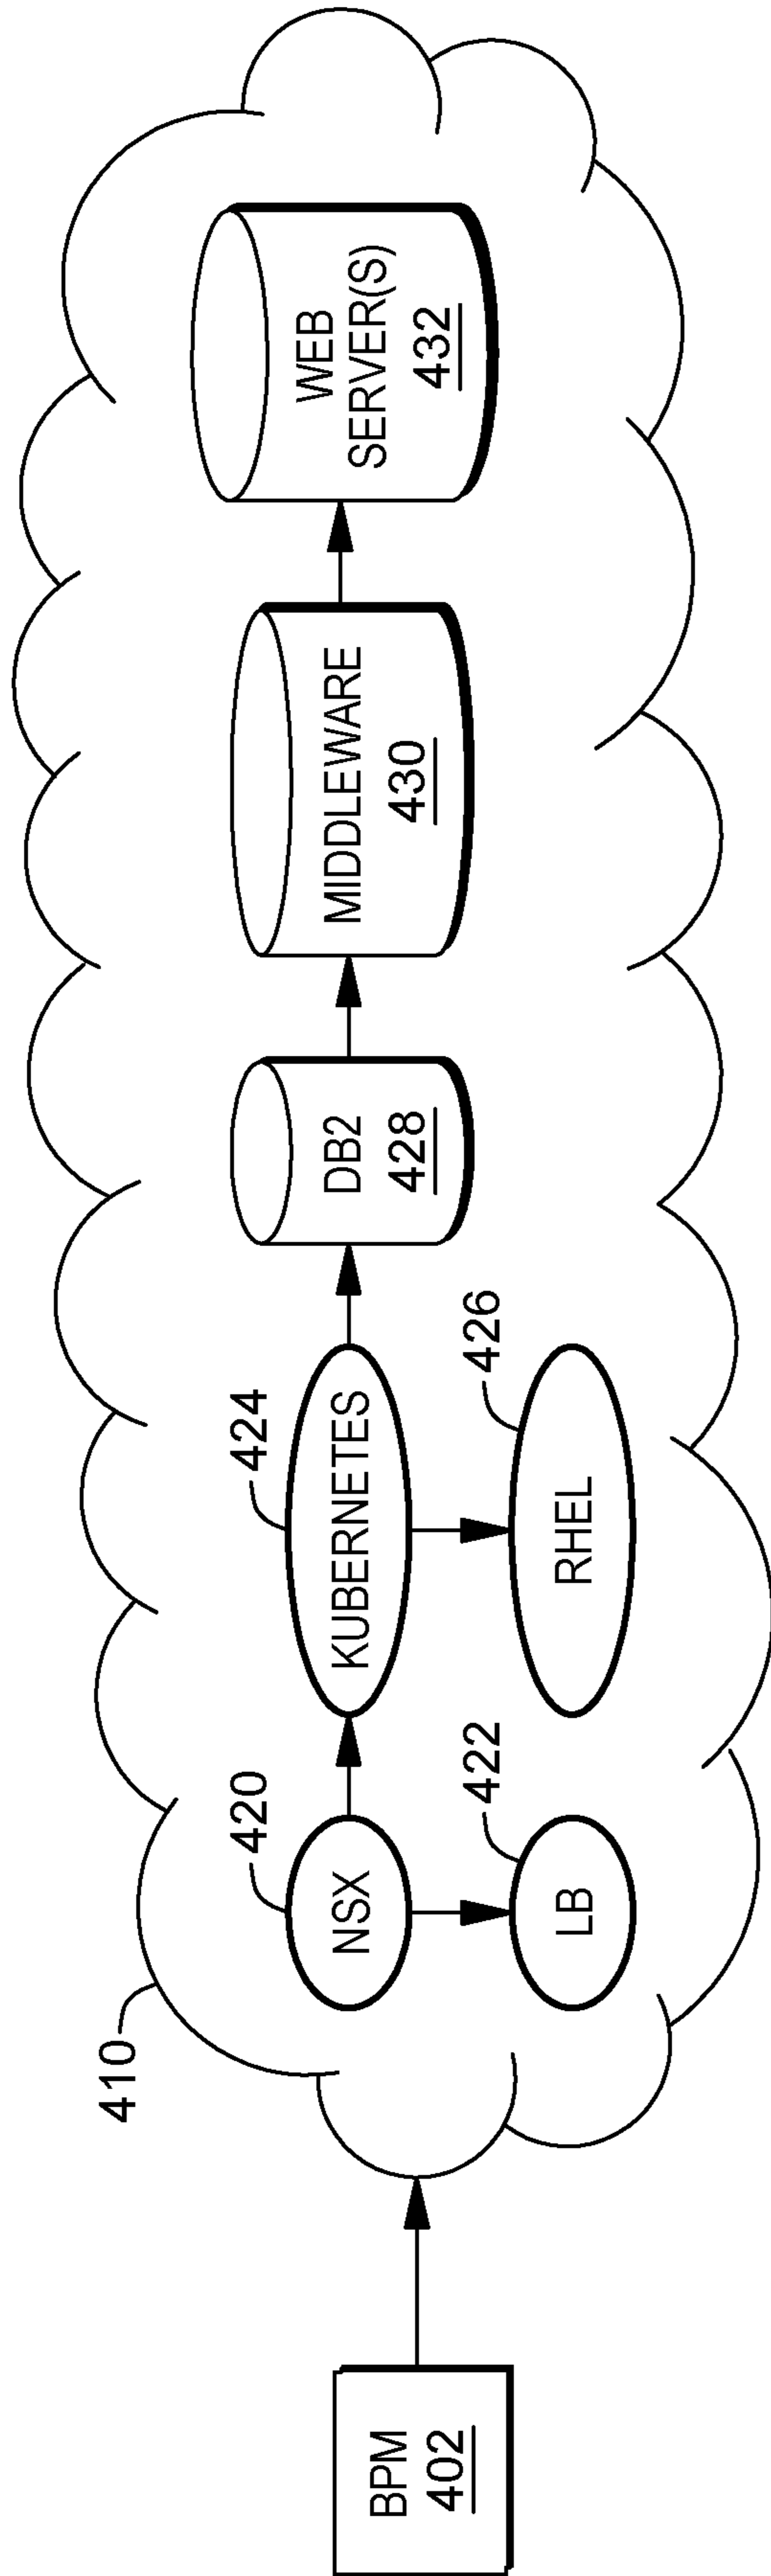 BPM
402
410
420
NSX
422
LB
424
KUBERNETES
426
RHEL
DB2
428
MIDDLEWARE
430
WEB
SERVER(S)
432